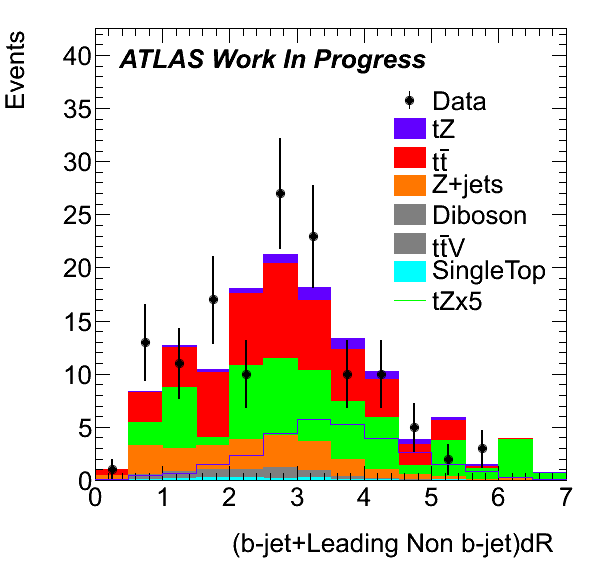 Events
40
35
30
25
20
15
10
5
0
ATLAS Work In Progress
Data
tZ
tt̄
Z+jets
Diboson
tt̄V
SingleTop
tZx5
0 1 2 3 4 5 6 7
(b-jet+Leading Non b-jet)dR